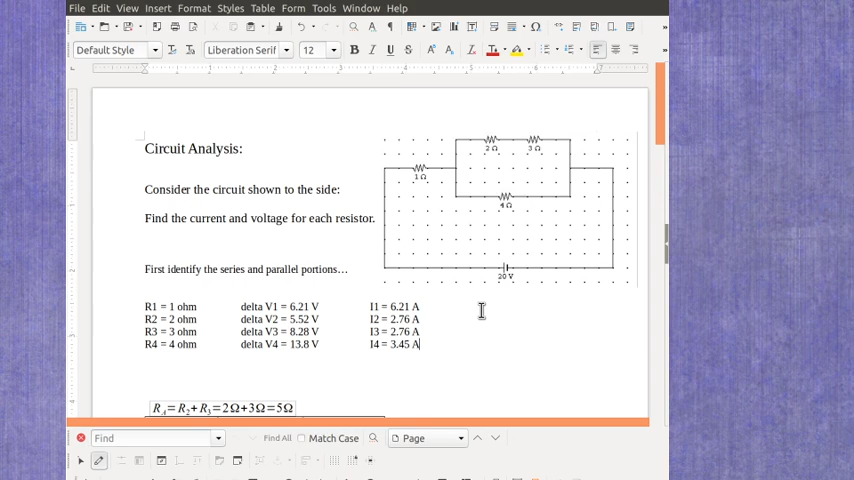 File Edit View Insert Format Styles Table Form Tools Window Help
Default Style Liberation Serif 12
Circuit Analysis:
2 Ω 3 Ω
1 Ω
Consider the circuit shown to the side:
4 Ω
Find the current and voltage for each resistor.
First identify the series and parallel portions…
20 V
R1 = 1 ohm delta V1 = 6.21 V I1 = 6.21 A
R2 = 2 ohm delta V2 = 5.52 V I2 = 2.76 A
R3 = 3 ohm delta V3 = 8.28 V I3 = 2.76 A
R4 = 4 ohm delta V4 = 13.8 V I4 = 3.45 A
R_A=R_2+R_3=2Ω+3Ω=5Ω
Find Find All Match Case Page